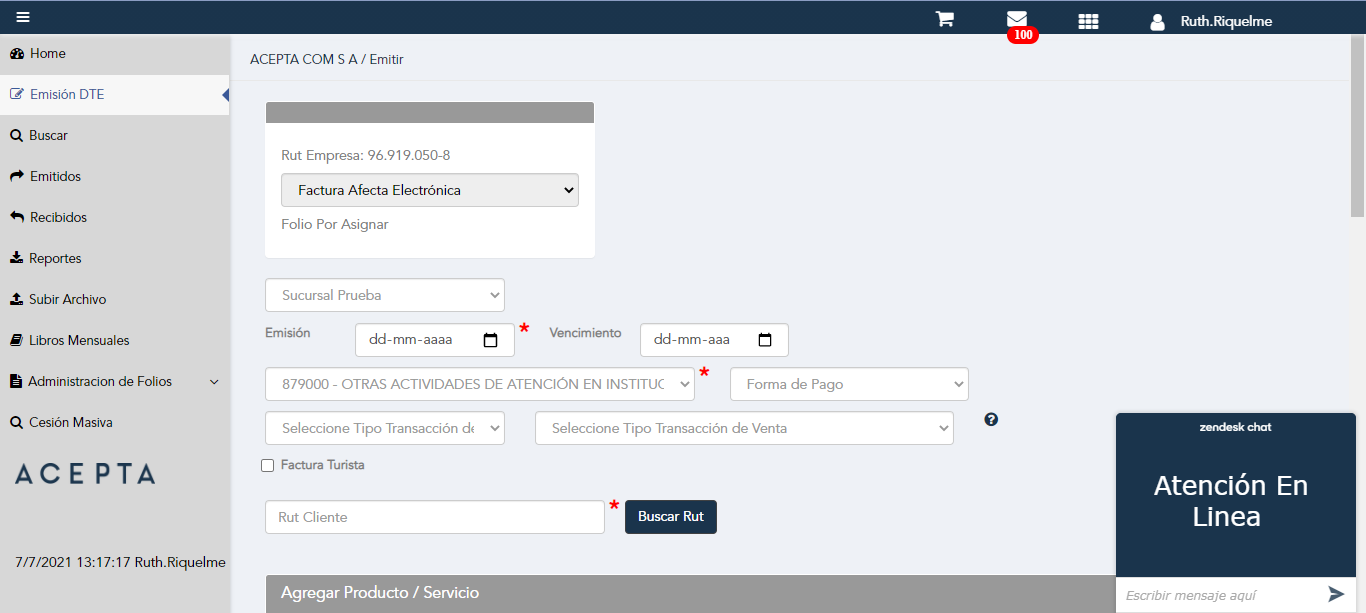 Ruth.Riquelme
100
Home
Emisión DTE
Buscar
Emitidos
Recibidos
Reportes
Subir Archivo
Libros Mensuales
Administracion de Folios
Cesión Masiva
ACEPTA
7/7/2021 13:17:17 Ruth.Riquelme
ACEPTA COM S A / Emitir
Rut Empresa: 96.919.050-8
Factura Afecta Electrónica
Folio Por Asignar
Sucursal Prueba
Emisión dd-mm-aaaa * Vencimiento dd-mm-aaa
879000 - OTRAS ACTIVIDADES DE ATENCIÓN EN INSTITUC * Forma de Pago
Seleccione Tipo Transacción de Seleccione Tipo Transacción de Venta ?
Factura Turista
Rut Cliente * Buscar Rut
Agregar Producto / Servicio
zendesk chat
Atención En
Linea
Escribir mensaje aquí